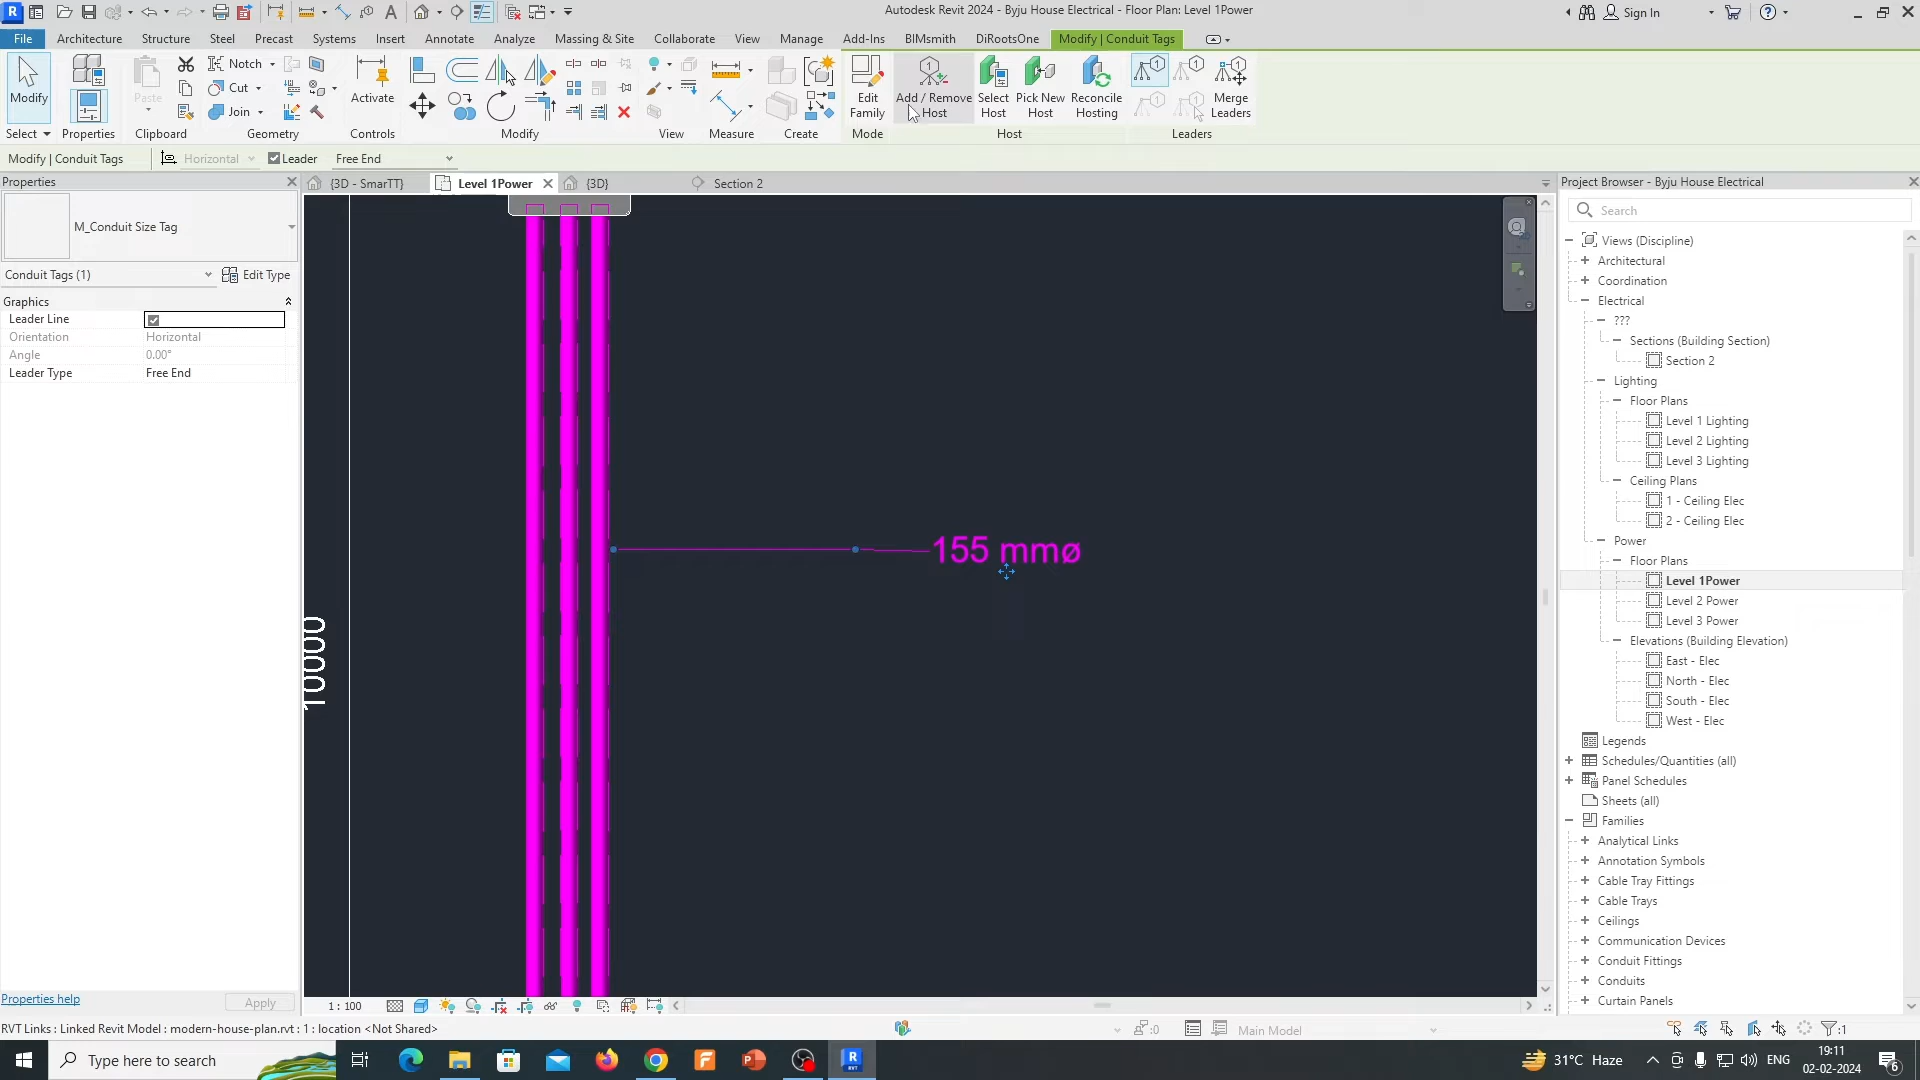 Autodesk Revit 2024 - Byju House Electrical - Floor Plan: Level 1Power
Sign In
File Architecture Structure Steel Precast Systems Insert Annotate Analyze Massing & Site Collaborate View Manage Add-Ins BIMsmith DiRootsOne Modify | Conduit Tags
Modify
Paste
Notch
Cut
Join
Activate
Edit Family
Add / Remove Host
Select Host
Pick New Host
Reconcile Hosting
Merge Leaders
Select Properties Clipboard Geometry Controls Modify View Measure Create Mode Host Leaders
Modify | Conduit Tags Horizontal Leader Free End
Properties
{3D - SmarTT} Level 1Power {3D} Section 2
Project Browser - Byju House Electrical
M_Conduit Size Tag
Conduit Tags (1) Edit Type
Graphics
Leader Line
Orientation Horizontal
Angle 0.00°
Leader Type Free End
Properties help Apply
10000
155 mmø
1 : 100
Search
Views (Discipline)
Architectural
Coordination
Electrical
???
Sections (Building Section)
Section 2
Lighting
Floor Plans
Level 1 Lighting
Level 2 Lighting
Level 3 Lighting
Ceiling Plans
1 - Ceiling Elec
2 - Ceiling Elec
Power
Floor Plans
Level 1Power
Level 2 Power
Level 3 Power
Elevations (Building Elevation)
East - Elec
North - Elec
South - Elec
West - Elec
Legends
Schedules/Quantities (all)
Panel Schedules
Sheets (all)
Families
Analytical Links
Annotation Symbols
Cable Tray Fittings
Cable Trays
Ceilings
Communication Devices
Conduit Fittings
Conduits
Curtain Panels
RVT Links : Linked Revit Model : modern-house-plan.rvt : 1 : location <Not Shared>
:0
Main Model
:1
Type here to search
31°C Haze
ENG
19:11
02-02-2024
6